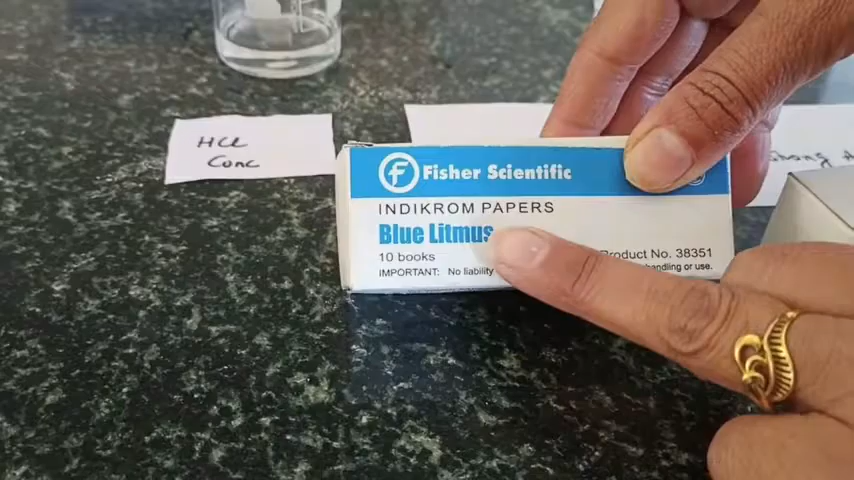 HCl
Conc
Fisher Scientific
INDIKROM PAPERS
Blue Litmus
10 books
Product No. 38351
IMPORTANT: No liability
handling or use.
Strong